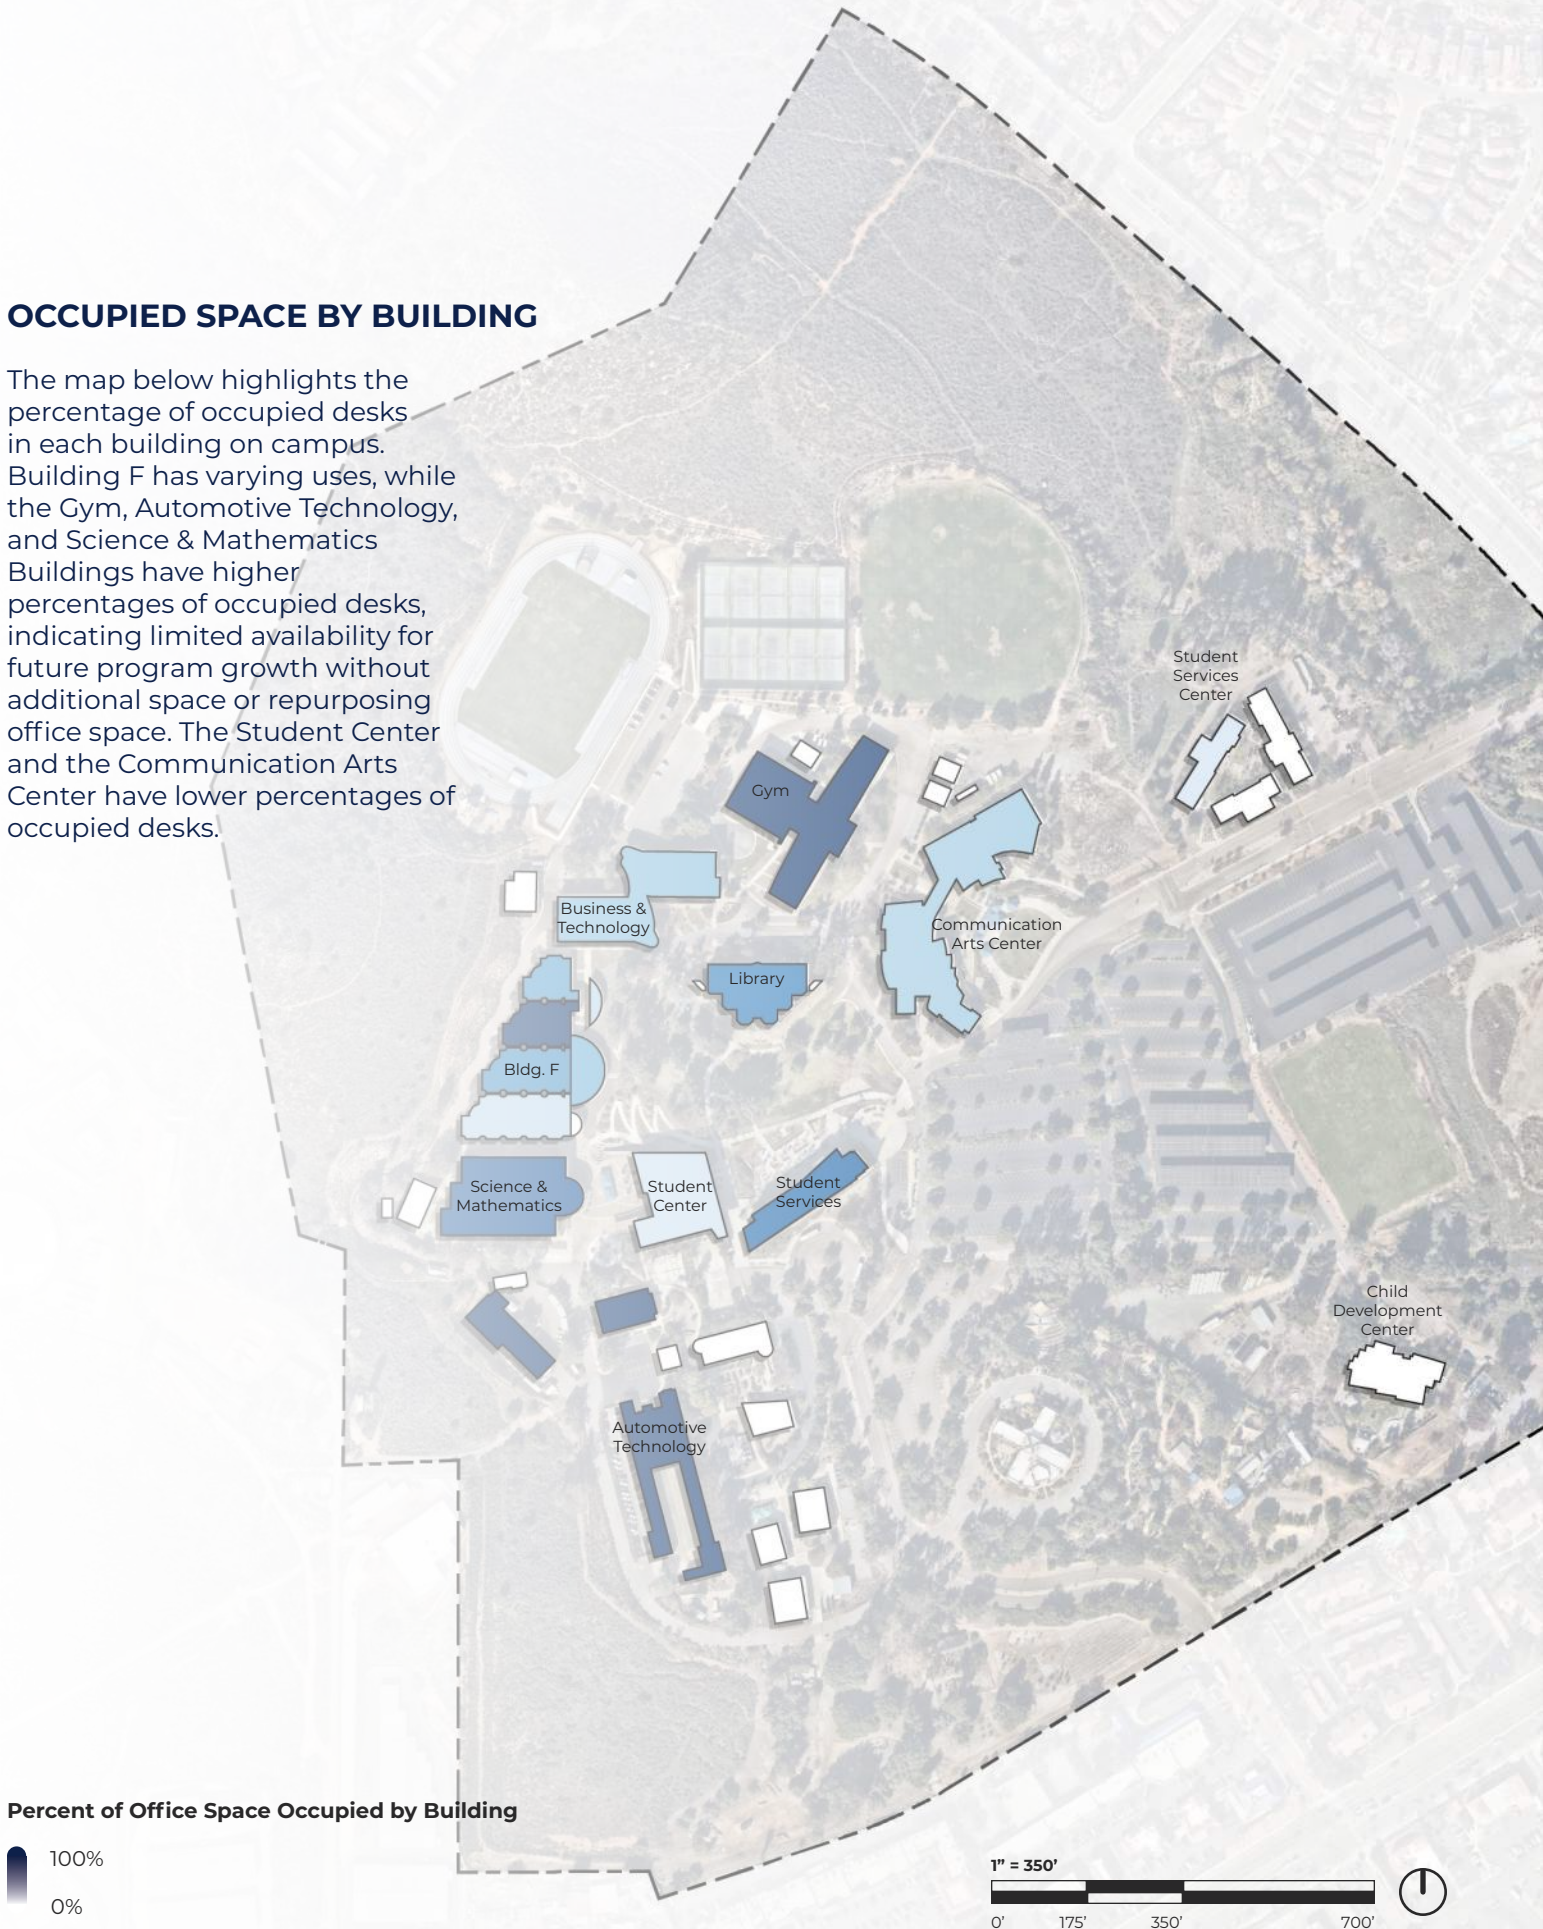 OCCUPIED SPACE BY BUILDING
The map below highlights the
percentage of occupied desks
in each building on campus.
Building F has varying uses, while
the Gym, Automotive Technology,
and Science & Mathematics
Buildings have higher
percentages of occupied desks,
indicating limited availability for
future program growth without
additional space or repurposing
office space. The Student Center
and the Communication Arts
Center have lower percentages of
occupied desks.
Student
Services
Center
Gym
Business &
Technology
Communication
Arts Center
Library
Bldg. F
Science &
Mathematics
Student
Center
Student
Services
Child
Development
Center
Automotive
Technology
Percent of Office Space Occupied by Building
100%
0%
1” = 350’
0’ 175’ 350’ 700’